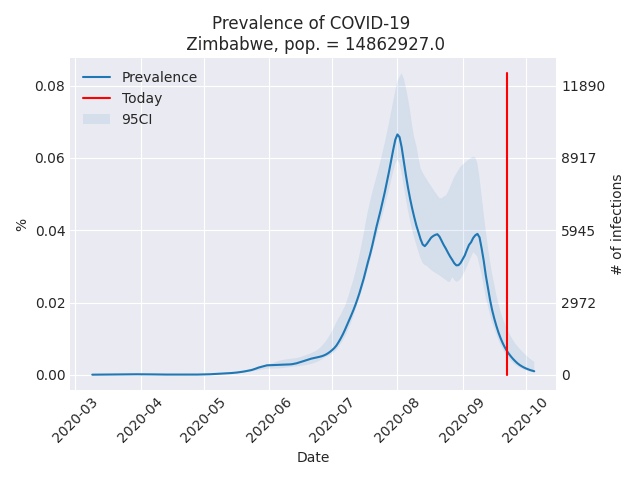 Prevalence of COVID-19
Zimbabwe, pop. = 14862927.0
Prevalence
Today
95CI
0.08
0.06
0.04
0.02
0.00
%
11890
8917
5945
2972
0
# of infections
2020-03
2020-04
2020-05
2020-06
2020-07
2020-08
2020-09
2020-10
Date